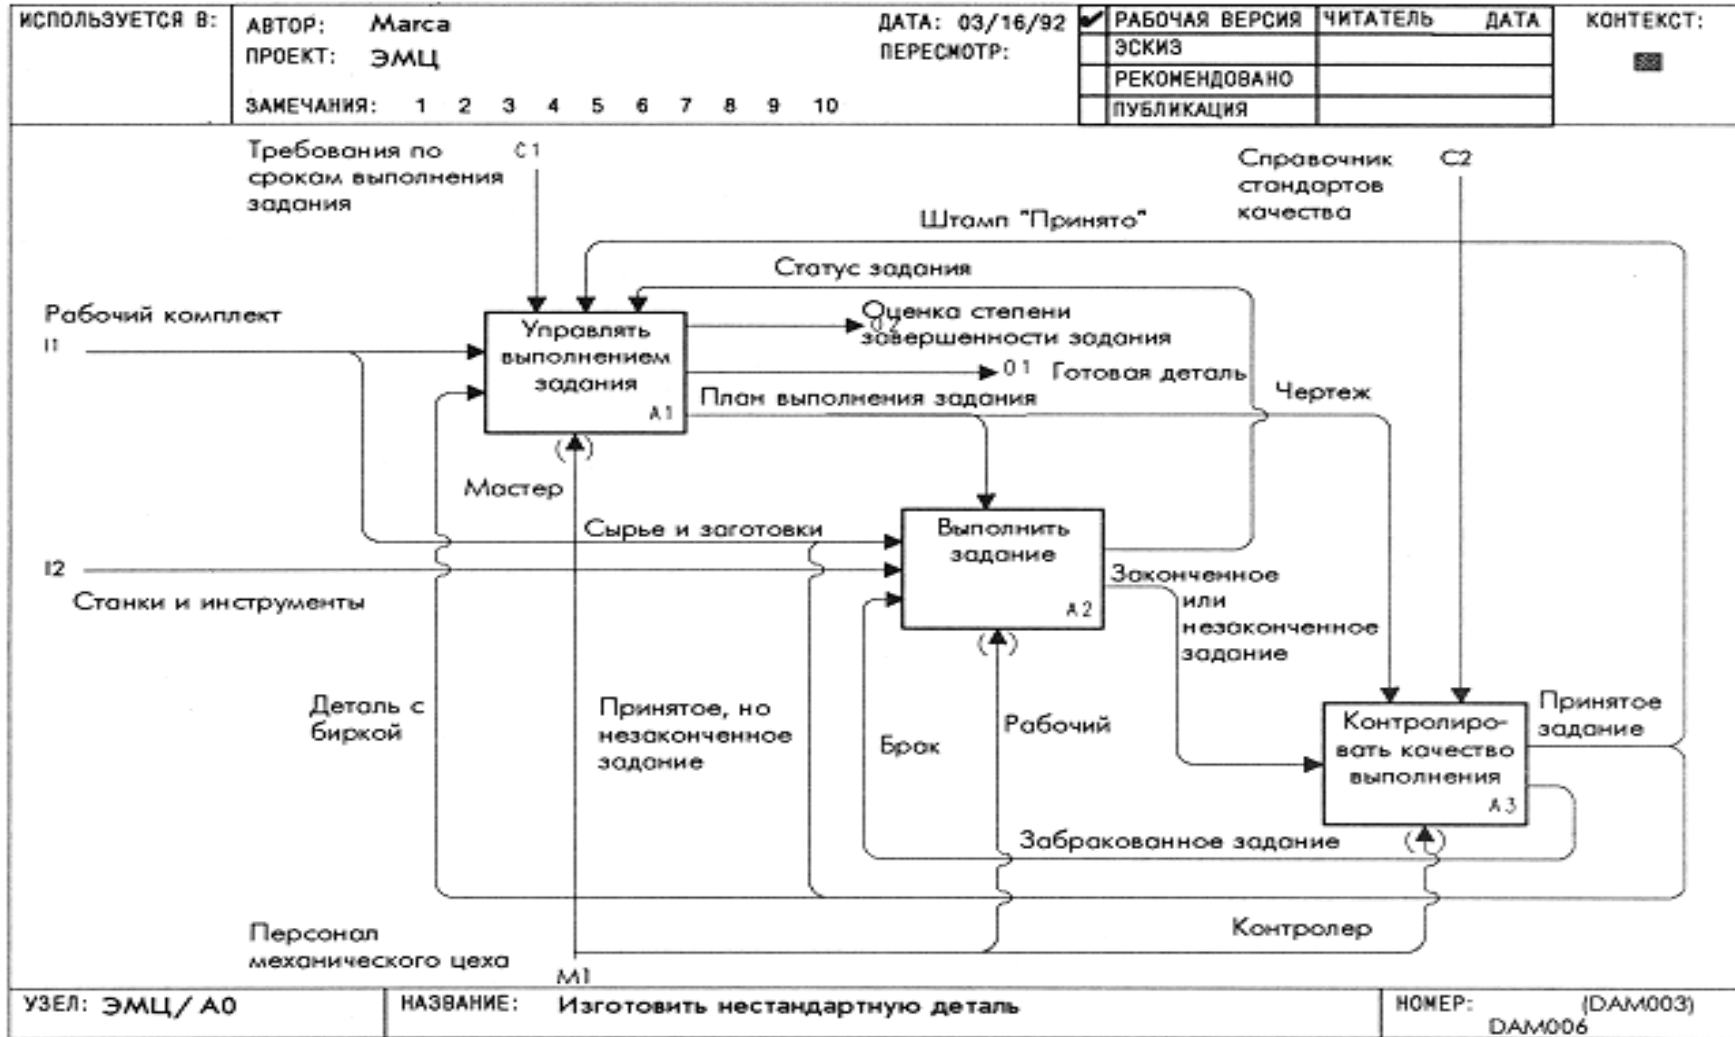 ИСПОЛЬЗУЕТСЯ В:
АВТОР: Marca
ДАТА: 03/16/92
ПРОЕКТ: ЭМЦ
ПЕРЕСМОТР:
ЗАМЕЧАНИЯ: 1 2 3 4 5 6 7 8 9 10
✔ РАБОЧАЯ ВЕРСИЯ
ЭСКИЗ
РЕКОМЕНДОВАНО
ПУБЛИКАЦИЯ
ЧИТАТЕЛЬ ДАТА
КОНТЕКСТ:
Требования по
срокам выполнения
задания
C1
Справочник
стандартов
качества
C2
Штамп "Принято"
Статус задания
Рабочий комплект
I1
Управлять
выполнением
задания
A1
Оценка степени
завершенности задания
O2
O1 Готовая деталь
План выполнения задания
Чертеж
Мастер
Сырье и заготовки
Выполнить
задание
A2
I2
Станки и инструменты
Законченное
или
незаконченное
задание
Деталь с
биркой
Принятое, но
незаконченное
задание
Брак
Рабочий
Контролиро-
вать качество
выполнения
A3
Принятое
задание
Забракованное задание
Контролер
Персонал
механического цеха
M1
УЗЕЛ: ЭМЦ/A0
НАЗВАНИЕ: Изготовить нестандартную деталь
НОМЕР: (DAM003)
DAM006